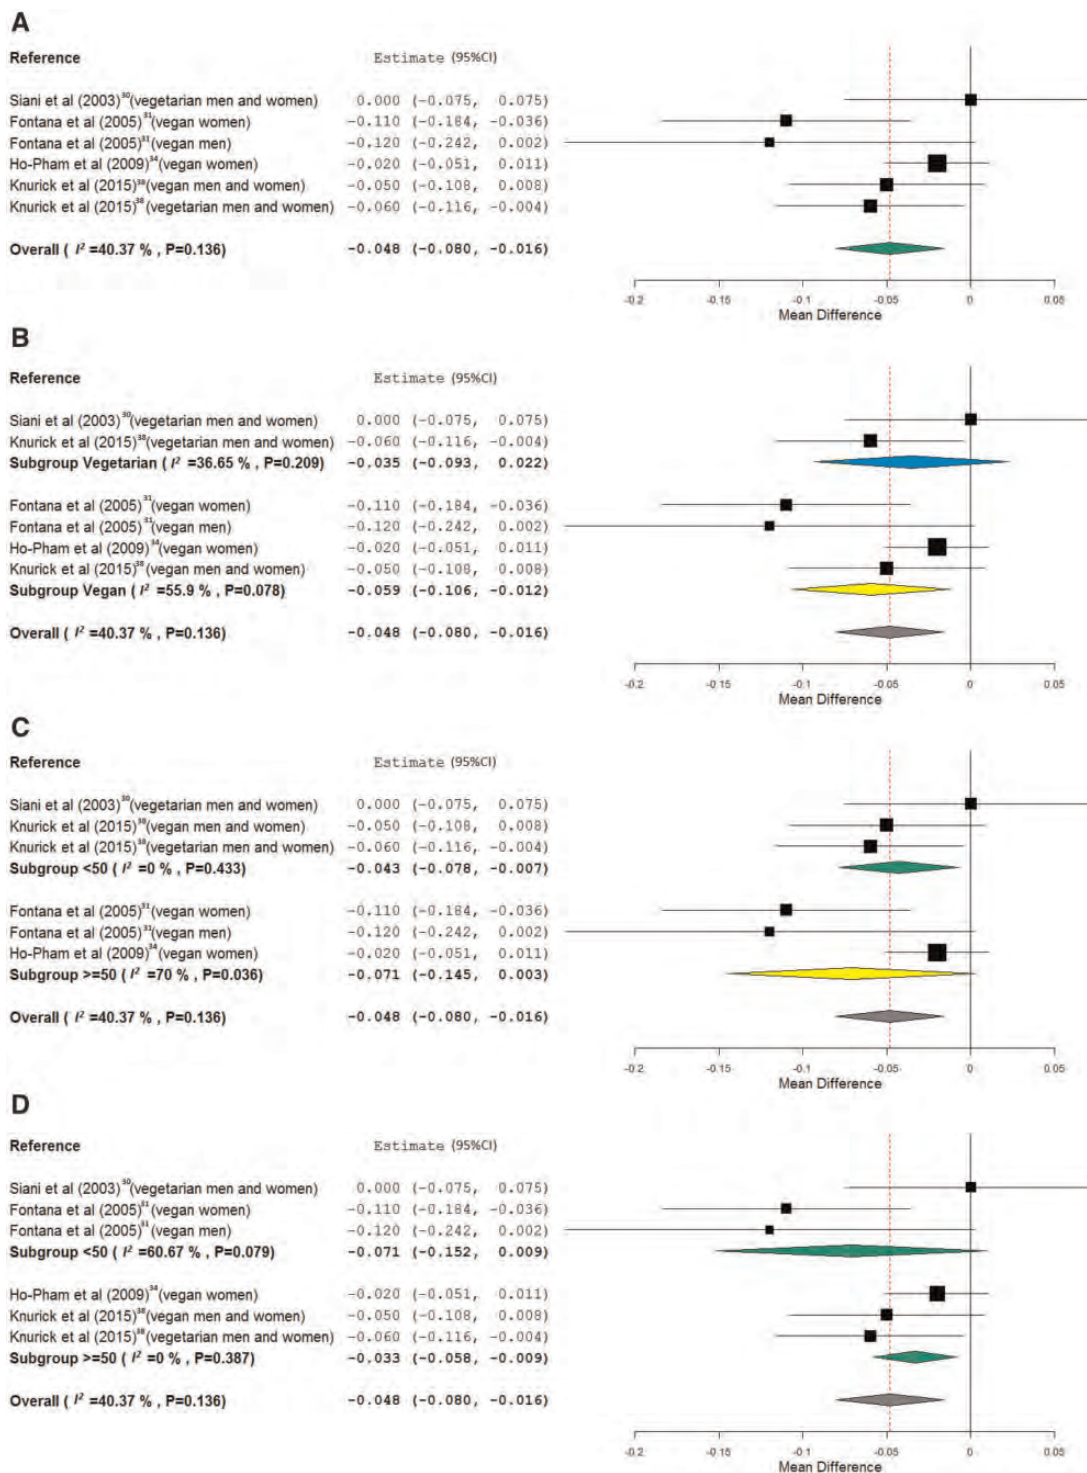 A
Reference Estimate (95%CI)
Siani et al (2003)³⁰(vegetarian men and women) 0.000 (-0.075, 0.075)
Fontana et al (2005)³¹(vegan women) -0.110 (-0.184, -0.036)
Fontana et al (2005)³¹(vegan men) -0.120 (-0.242, 0.002)
Ho-Pham et al (2009)³⁴(vegan women) -0.020 (-0.051, 0.011)
Knurick et al (2015)³⁸(vegan men and women) -0.050 (-0.108, 0.008)
Knurick et al (2015)³⁸(vegetarian men and women) -0.060 (-0.116, -0.004)
Overall ( I² =40.37 % , P=0.136) -0.048 (-0.080, -0.016)
-0.2 -0.15 -0.1 -0.05 0 0.05
Mean Difference
B
Reference Estimate (95%CI)
Siani et al (2003)³⁰(vegetarian men and women) 0.000 (-0.075, 0.075)
Knurick et al (2015)³⁸(vegetarian men and women) -0.060 (-0.116, -0.004)
Subgroup Vegetarian ( I² =36.65 % , P=0.209) -0.035 (-0.093, 0.022)
Fontana et al (2005)³¹(vegan women) -0.110 (-0.184, -0.036)
Fontana et al (2005)³¹(vegan men) -0.120 (-0.242, 0.002)
Ho-Pham et al (2009)³⁴(vegan women) -0.020 (-0.051, 0.011)
Knurick et al (2015)³⁸(vegan men and women) -0.050 (-0.108, 0.008)
Subgroup Vegan ( I² =55.9 % , P=0.078) -0.059 (-0.106, -0.012)
Overall ( I² =40.37 % , P=0.136) -0.048 (-0.080, -0.016)
-0.2 -0.15 -0.1 -0.05 0 0.05
Mean Difference
C
Reference Estimate (95%CI)
Siani et al (2003)³⁰(vegetarian men and women) 0.000 (-0.075, 0.075)
Knurick et al (2015)³⁸(vegan men and women) -0.050 (-0.108, 0.008)
Knurick et al (2015)³⁸(vegetarian men and women) -0.060 (-0.116, -0.004)
Subgroup <50 ( I² =0 % , P=0.433) -0.043 (-0.078, -0.007)
Fontana et al (2005)³¹(vegan women) -0.110 (-0.184, -0.036)
Fontana et al (2005)³¹(vegan men) -0.120 (-0.242, 0.002)
Ho-Pham et al (2009)³⁴(vegan women) -0.020 (-0.051, 0.011)
Subgroup >=50 ( I² =70 % , P=0.036) -0.071 (-0.145, 0.003)
Overall ( I² =40.37 % , P=0.136) -0.048 (-0.080, -0.016)
-0.2 -0.15 -0.1 -0.05 0 0.05
Mean Difference
D
Reference Estimate (95%CI)
Siani et al (2003)³⁰(vegetarian men and women) 0.000 (-0.075, 0.075)
Fontana et al (2005)³¹(vegan women) -0.110 (-0.184, -0.036)
Fontana et al (2005)³¹(vegan men) -0.120 (-0.242, 0.002)
Subgroup <50 ( I² =60.67 % , P=0.079) -0.071 (-0.152, 0.009)
Ho-Pham et al (2009)³⁴(vegan women) -0.020 (-0.051, 0.011)
Knurick et al (2015)³⁸(vegan men and women) -0.050 (-0.108, 0.008)
Knurick et al (2015)³⁸(vegetarian men and women) -0.060 (-0.116, -0.004)
Subgroup >=50 ( I² =0 % , P=0.387) -0.033 (-0.058, -0.009)
Overall ( I² =40.37 % , P=0.136) -0.048 (-0.080, -0.016)
-0.2 -0.15 -0.1 -0.05 0 0.05
Mean Difference